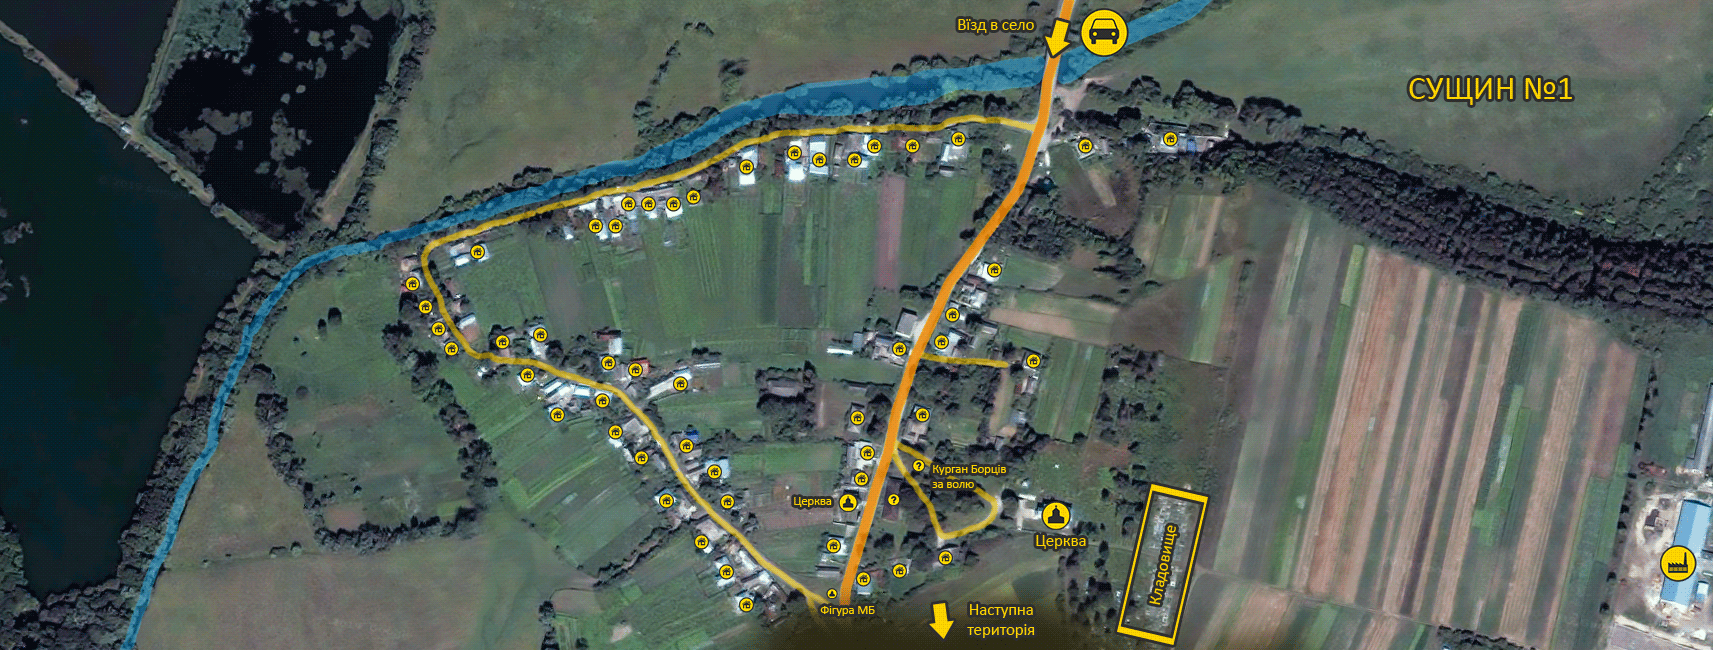 Вїзд в село
СУЩИН №1
Курган Борців
за волю
Церква
Церква
Кладовище
Фігура МБ
Наступна
територія